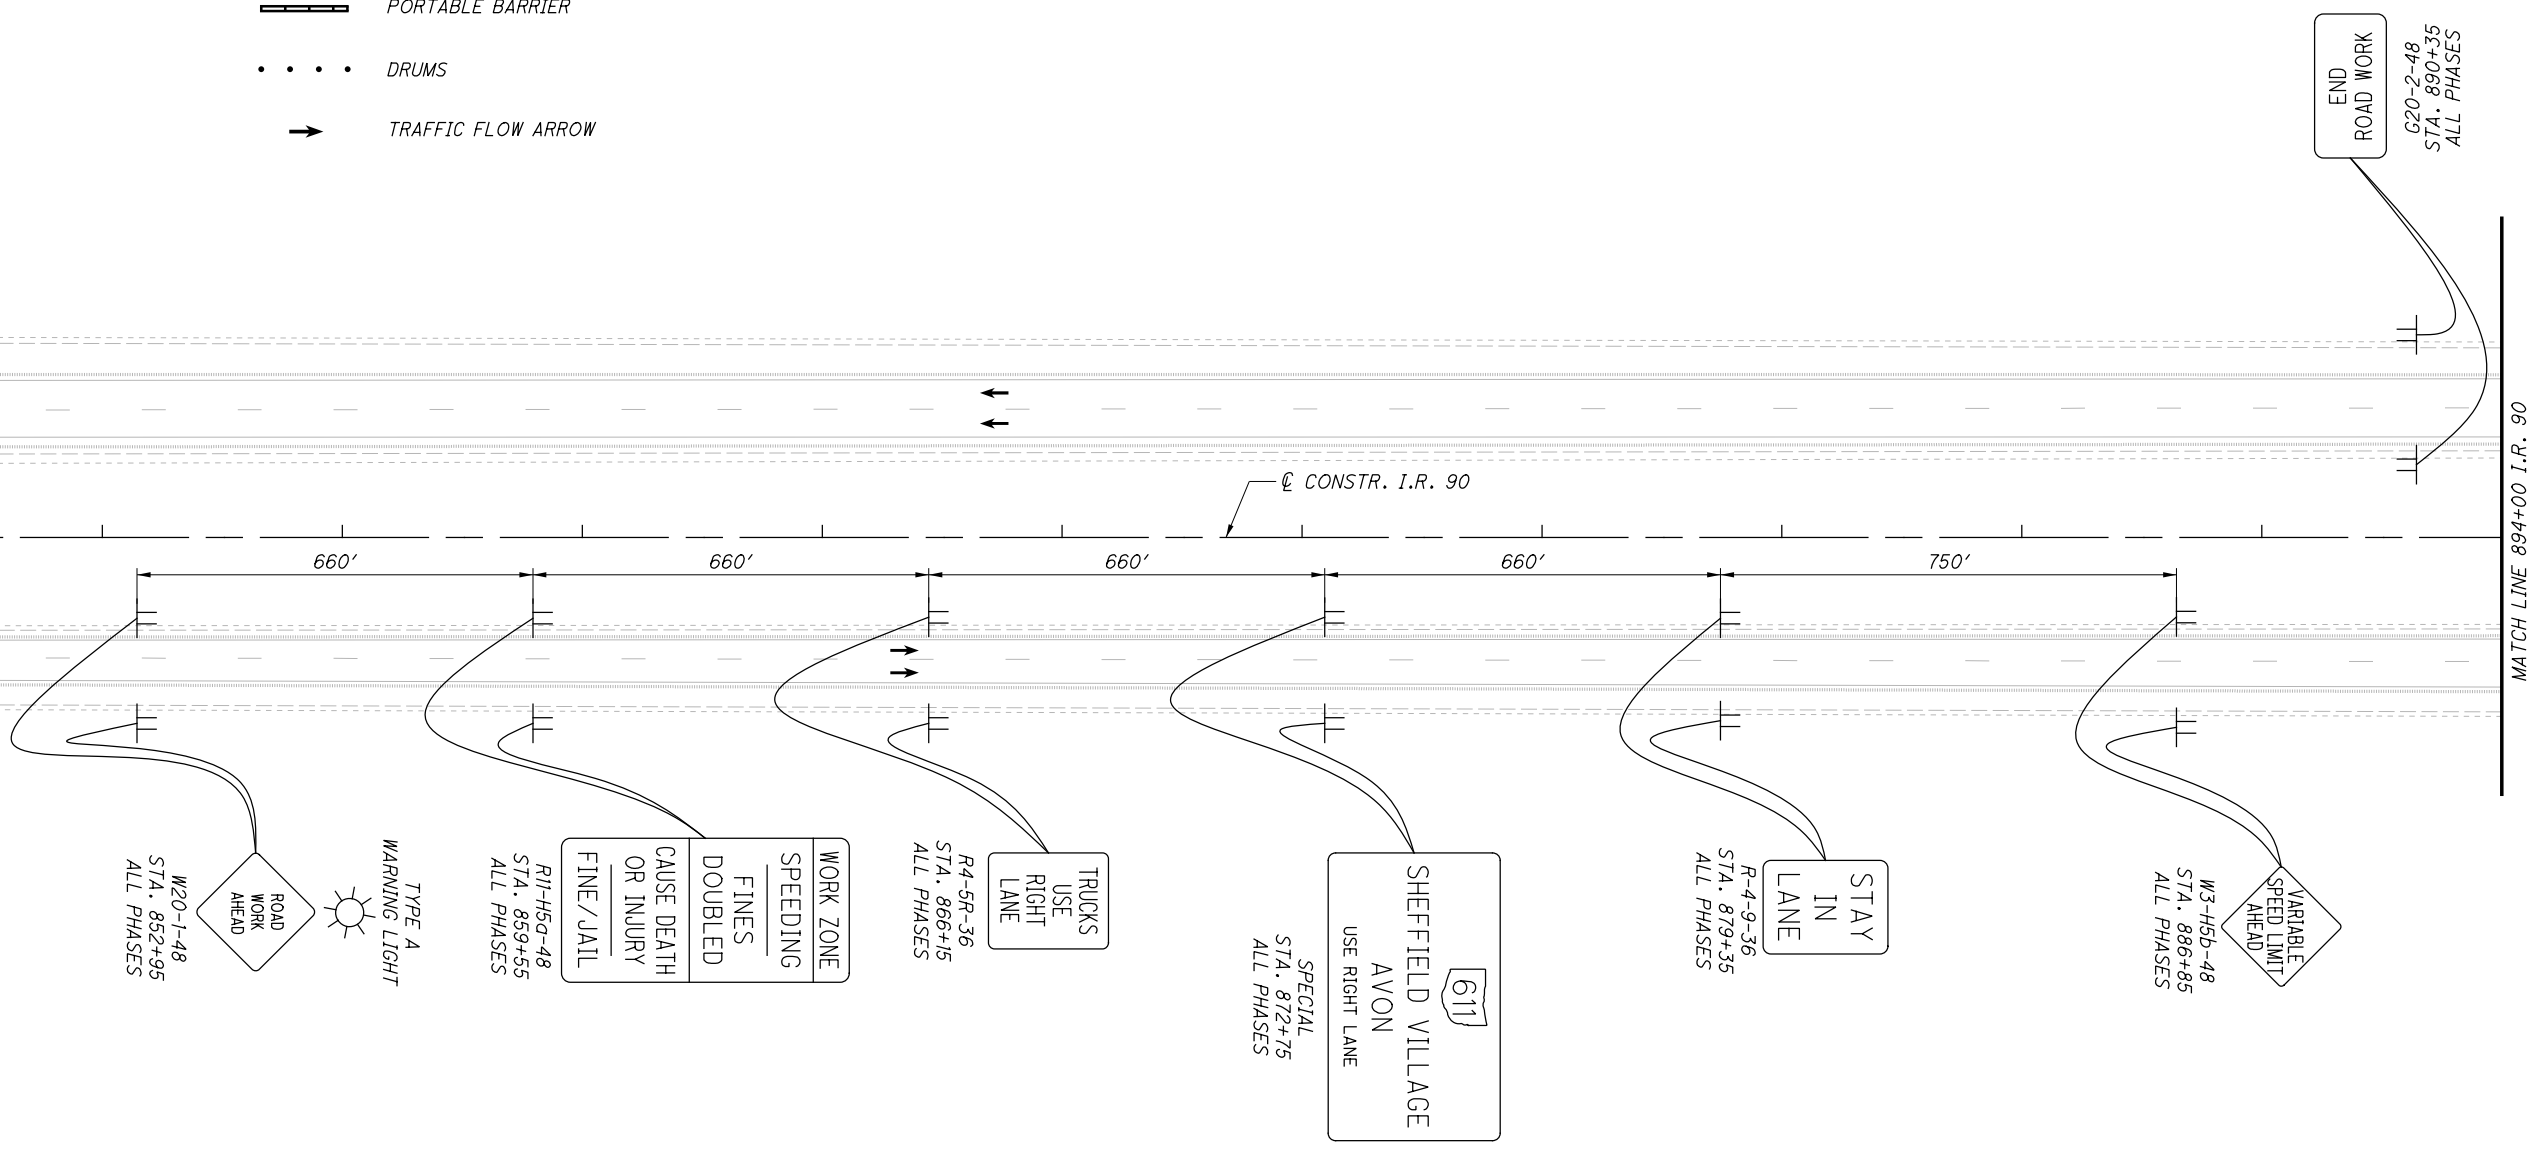 PORTABLE BARRIER
DRUMS
TRAFFIC FLOW ARROW
END
ROAD WORK
G20-2-48
STA. 890+35
ALL PHASES
MATCH LINE 894+00 I.R. 90
℄ CONSTR. I.R. 90
660'
660'
660'
660'
750'
ROAD
WORK
AHEAD
W20-1-48
STA. 852+95
ALL PHASES
TYPE A
WARNING LIGHT
WORK ZONE
SPEEDING
FINES
DOUBLED
CAUSE DEATH
OR INJURY
FINE/JAIL
R11-H5a-48
STA. 859+55
ALL PHASES
TRUCKS
USE
RIGHT
LANE
R4-5R-36
STA. 866+15
ALL PHASES
611
SHEFFIELD VILLAGE
AVON
USE RIGHT LANE
SPECIAL
STA. 872+75
ALL PHASES
STAY
IN
LANE
R-4-9-36
STA. 879+35
ALL PHASES
VARIABLE
SPEED LIMIT
AHEAD
W3-H5b-48
STA. 886+85
ALL PHASES